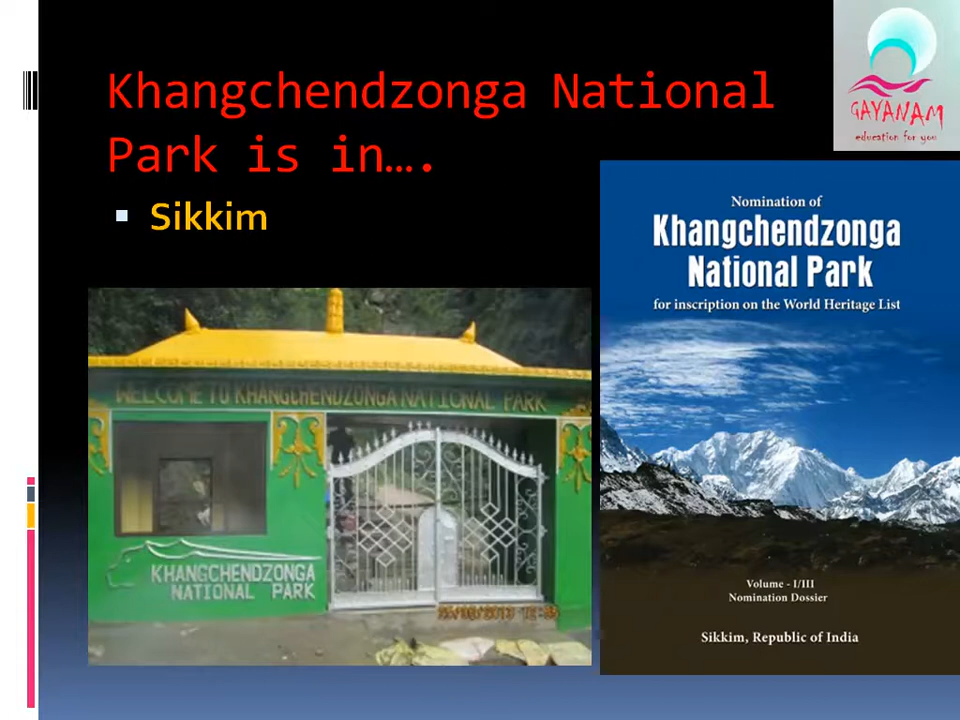 Khangchendzonga National
Park is in….
Sikkim
GAYANAM
education for you
Nomination of
Khangchendzonga
National Park
for inscription on the World Heritage List
Volume - I/III
Nomination Dossier
Sikkim, Republic of India
WELCOME TO KHANGCHENDZONGA NATIONAL PARK
KHANGCHENDZONGA
NATIONAL PARK